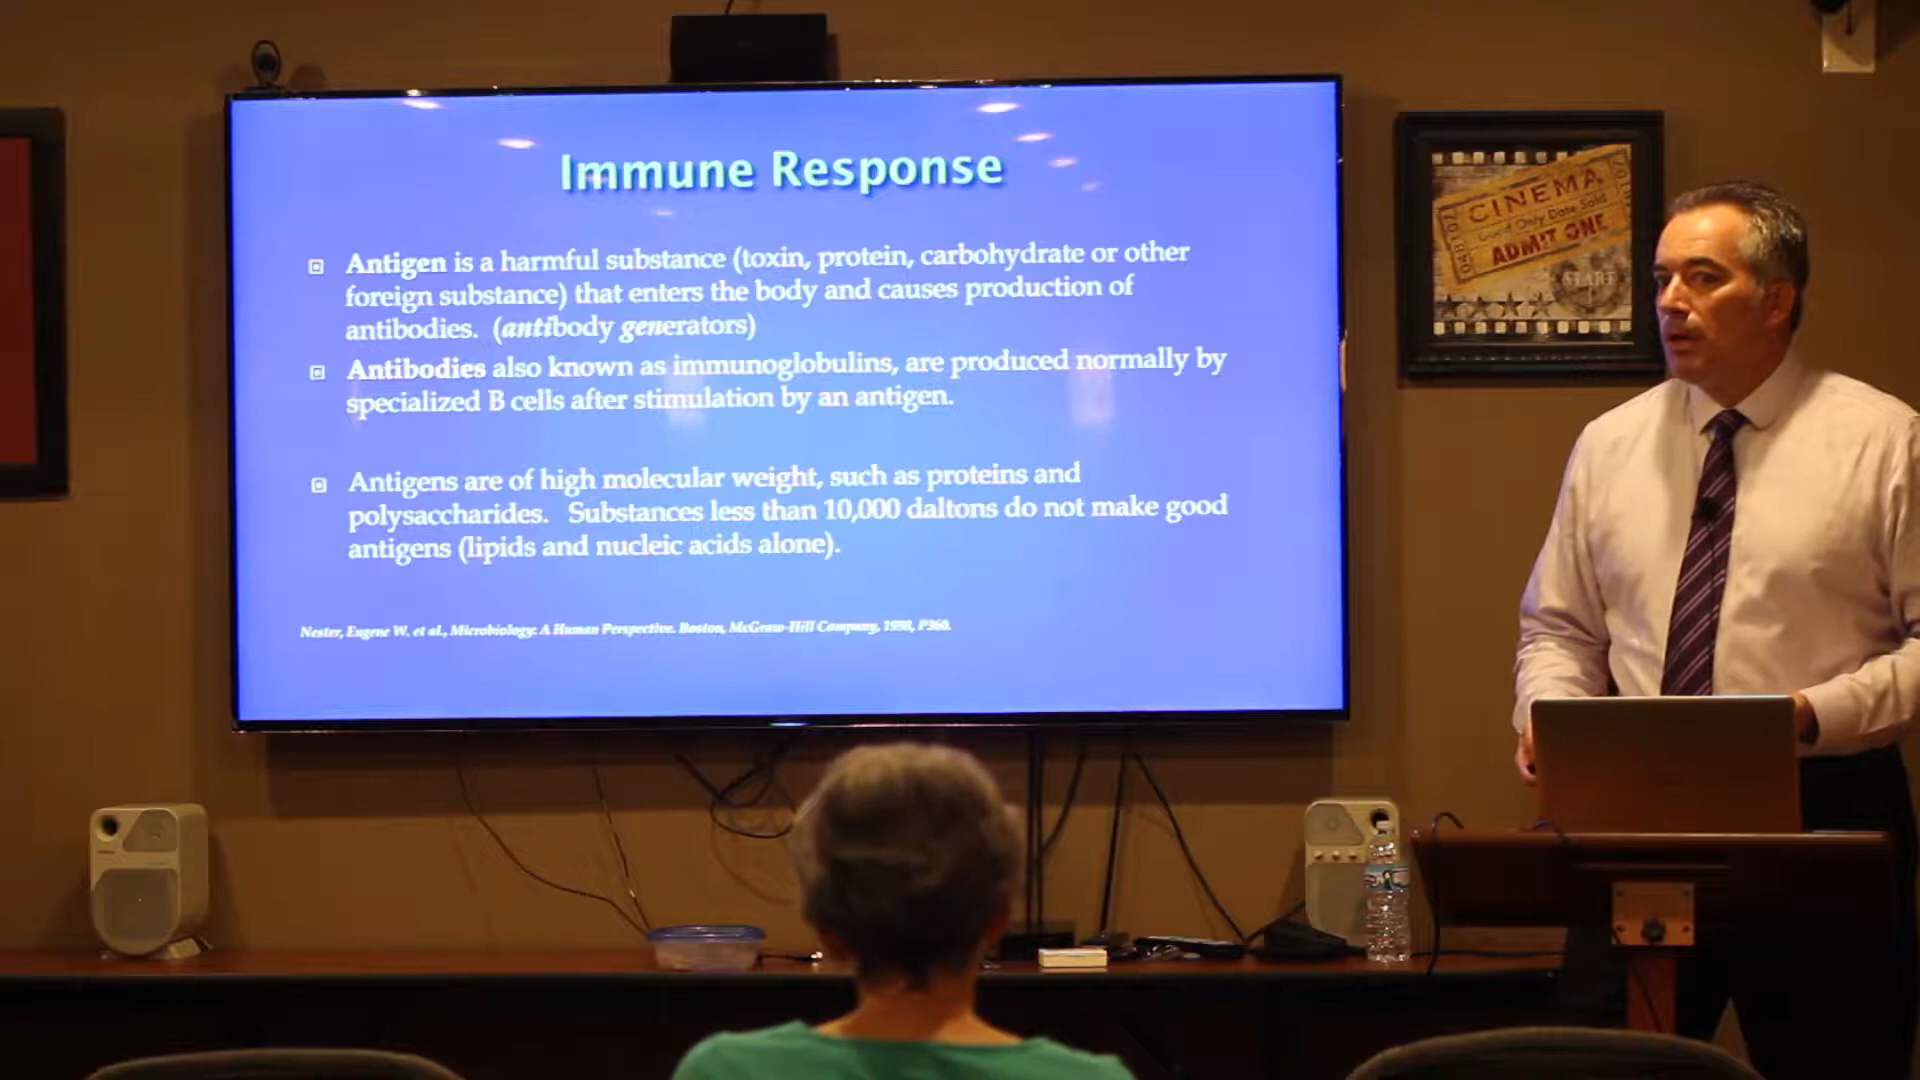 Immune Response
Antigen is a harmful substance (toxin, protein, carbohydrate or other
foreign substance) that enters the body and causes production of
antibodies. (antibody generators)
Antibodies also known as immunoglobulins, are produced normally by
specialized B cells after stimulation by an antigen.
Antigens are of high molecular weight, such as proteins and
polysaccharides. Substances less than 10,000 daltons do not make good
antigens (lipids and nucleic acids alone).
Nester, Eugene W. et al., Microbiology: A Human Perspective. Boston, McGraw-Hill Company, 1998, P360.
CINEMA
Only Date Sold
ADMIT ONE
START